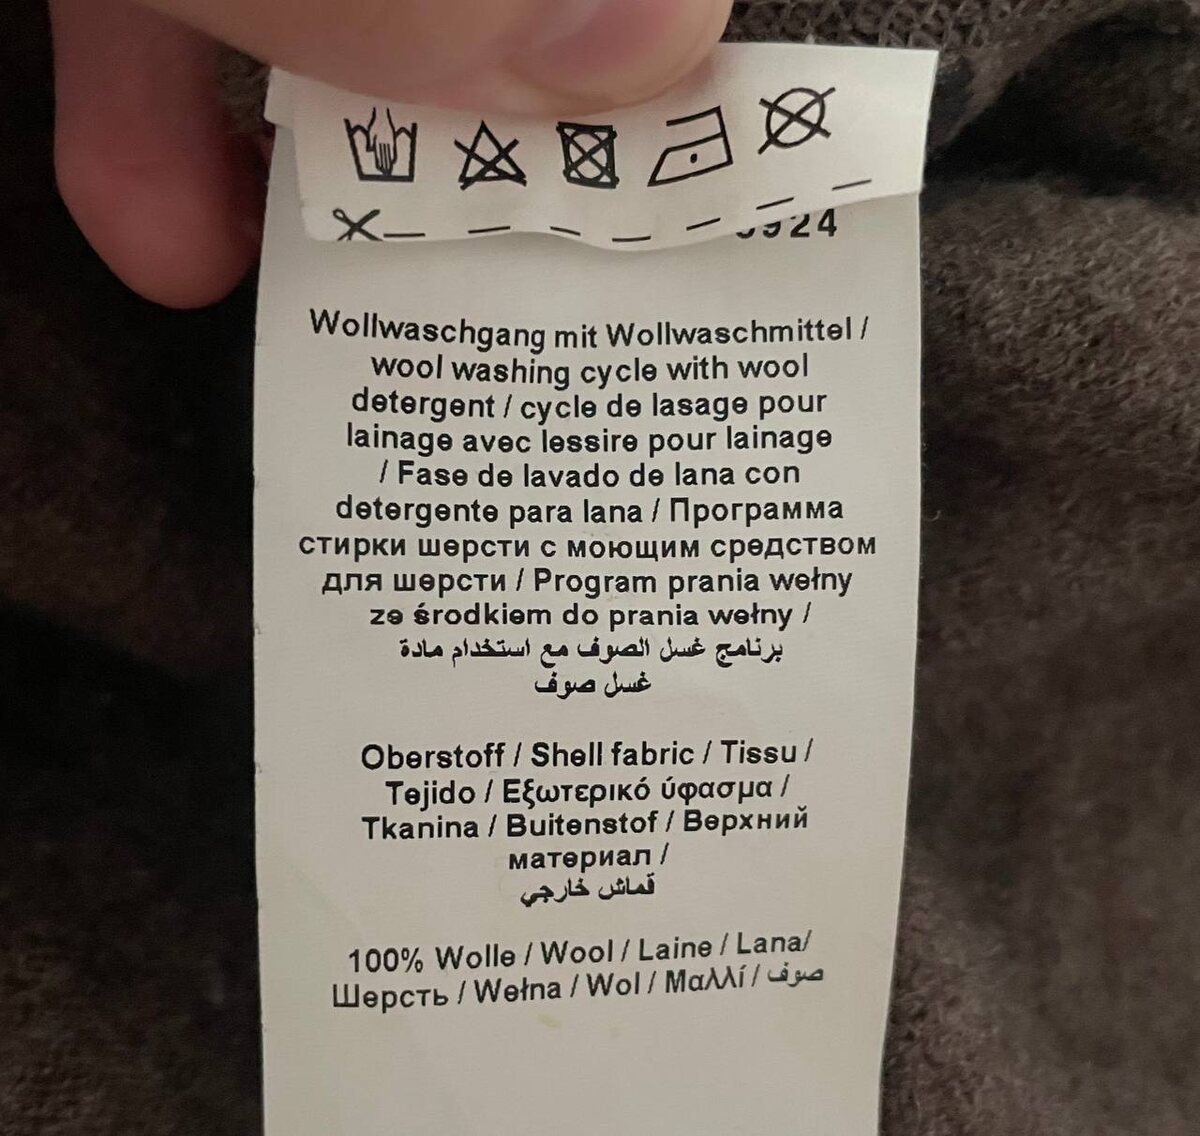 24
Wollwaschgang mit Wollwaschmittel /
wool washing cycle with wool
detergent / cycle de lasage pour
lainage avec lessire pour lainage
/ Fase de lavado de lana con
detergente para lana / Программа
стирки шерсти с моющим средством
для шерсти / Program prania wełny
ze środkiem do prania wełny /
برنامج غسل الصوف مع استخدام مادة
غسل صوف
Oberstoff / Shell fabric / Tissu /
Tejido / Εξωτερικό ύφασμα /
Tkanina / Buitenstof / Верхний
материал /
قماش خارجي
100% Wolle / Wool / Laine / Lana/
Шерсть / Wełna / Wol / Μαλλί / صوف